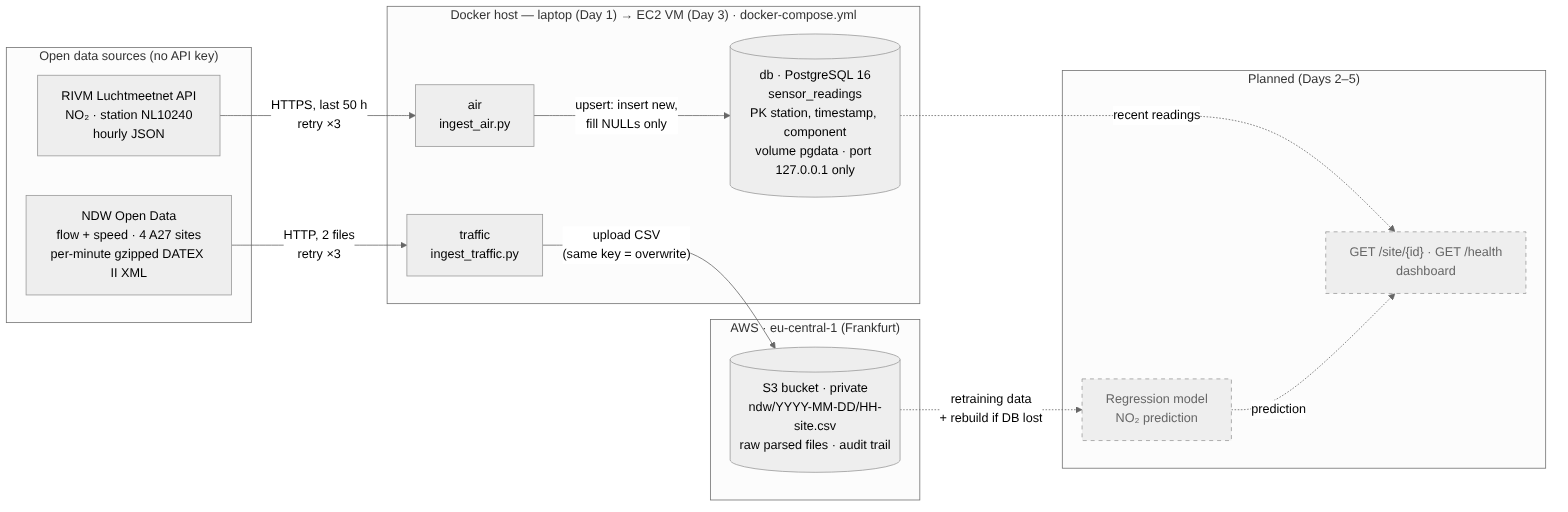 Open data sources (no API key)
RIVM Luchtmeetnet API
NO₂ · station NL10240
hourly JSON
NDW Open Data
flow + speed · 4 A27 sites
per-minute gzipped DATEX
II XML
HTTPS, last 50 h
retry ×3
HTTP, 2 files
retry ×3
Docker host — laptop (Day 1) → EC2 VM (Day 3) · docker-compose.yml
air
ingest_air.py
traffic
ingest_traffic.py
upsert: insert new,
fill NULLs only
upload CSV
(same key = overwrite)
db · PostgreSQL 16
sensor_readings
PK station, timestamp,
component
volume pgdata · port
127.0.0.1 only
AWS · eu-central-1 (Frankfurt)
S3 bucket · private
ndw/YYYY-MM-DD/HH-
site.csv
raw parsed files · audit trail
recent readings
retraining data
+ rebuild if DB lost
Planned (Days 2–5)
GET /site/{id} · GET /health
dashboard
Regression model
NO₂ prediction
prediction